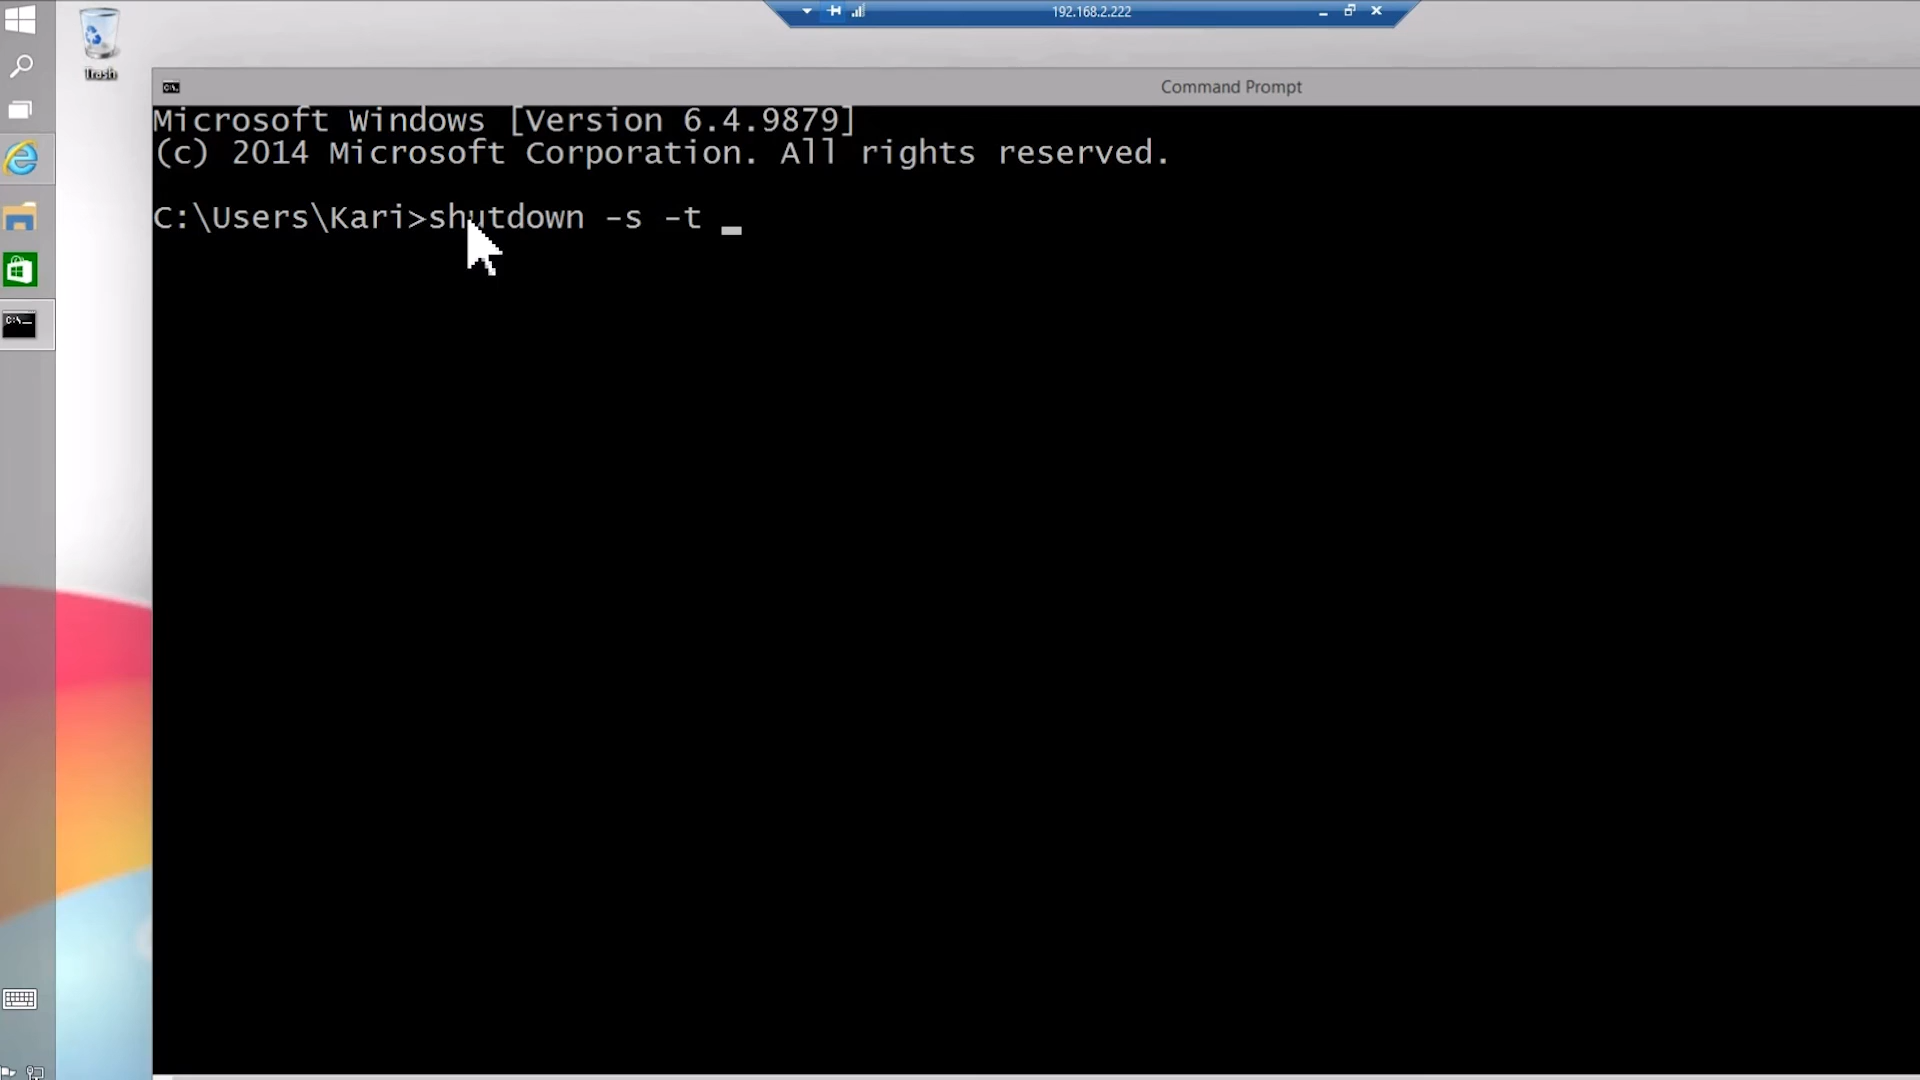 192.168.2.222
Trash
Command Prompt
Microsoft Windows [Version 6.4.9879]
(c) 2014 Microsoft Corporation. All rights reserved.
C:\Users\Kari>shutdown -s -t